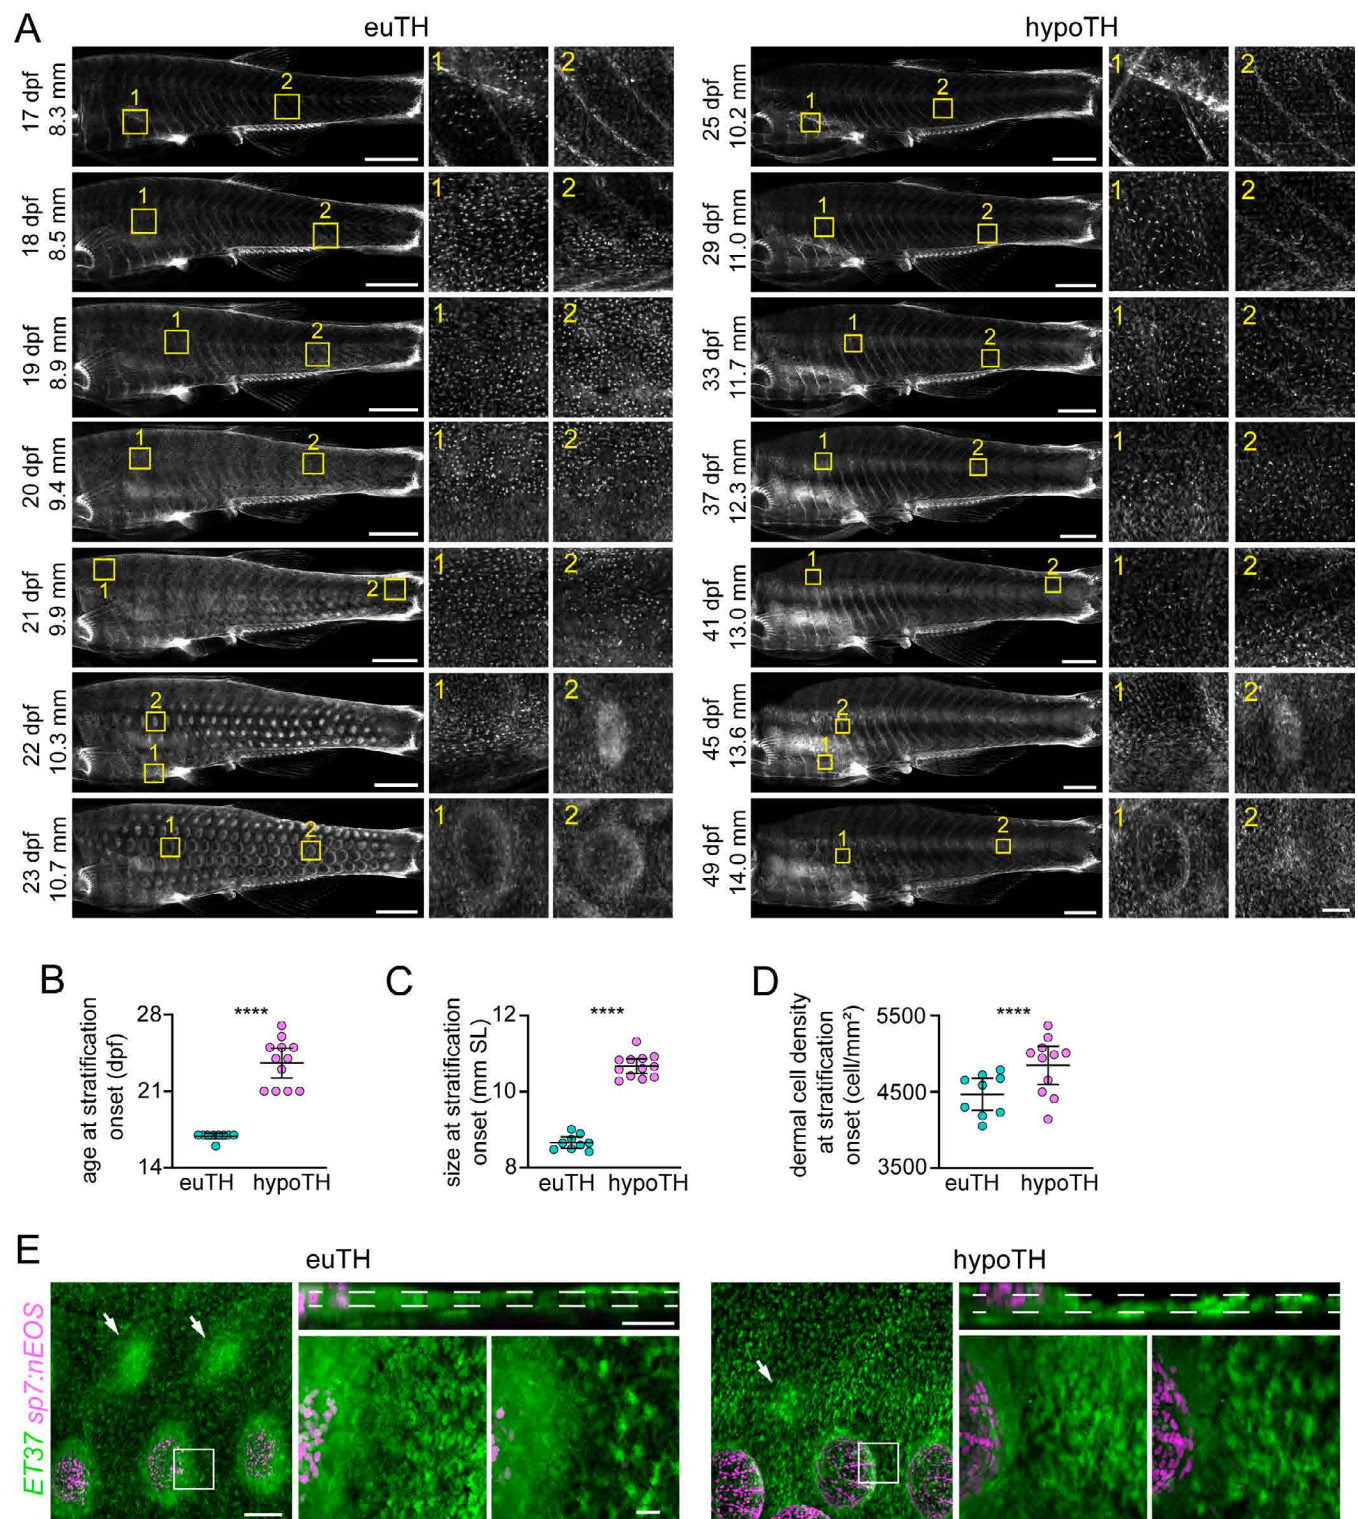 A
euTH
hypoTH
17 dpf
8.3 mm
1
2
1
2
25 dpf
10.2 mm
1
2
1
2
18 dpf
8.5 mm
1
2
1
2
29 dpf
11.0 mm
1
2
1
2
19 dpf
8.9 mm
1
2
1
2
33 dpf
11.7 mm
1
2
1
2
20 dpf
9.4 mm
1
2
1
2
37 dpf
12.3 mm
1
2
1
2
21 dpf
9.9 mm
1
2
1
2
41 dpf
13.0 mm
1
2
1
2
22 dpf
10.3 mm
2
1
1
2
45 dpf
13.6 mm
2
1
1
2
23 dpf
10.7 mm
1
2
1
2
49 dpf
14.0 mm
1
2
1
2
B
age at stratification
onset (dpf)
28
21
14
****
euTH
hypoTH
C
size at stratification
onset (mm SL)
12
10
8
****
euTH
hypoTH
D
dermal cell density
at stratification
onset (cell/mm²)
5500
4500
3500
****
euTH
hypoTH
E
euTH
hypoTH
ET37 sp7:nEOS